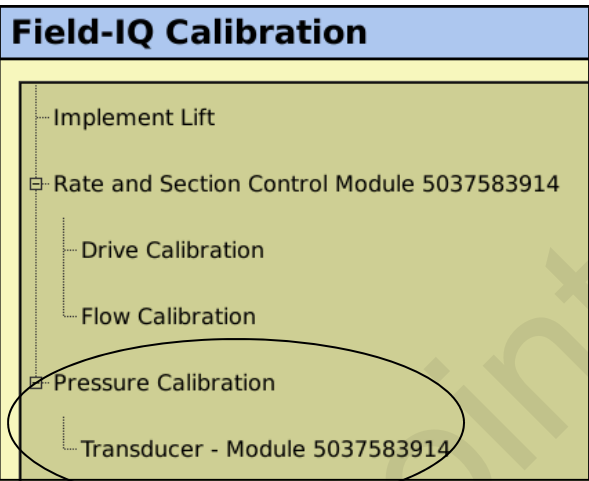 Field-IQ Calibration
Implement Lift
Rate and Section Control Module 5037583914
Drive Calibration
Flow Calibration
Pressure Calibration
Transducer - Module 5037583914